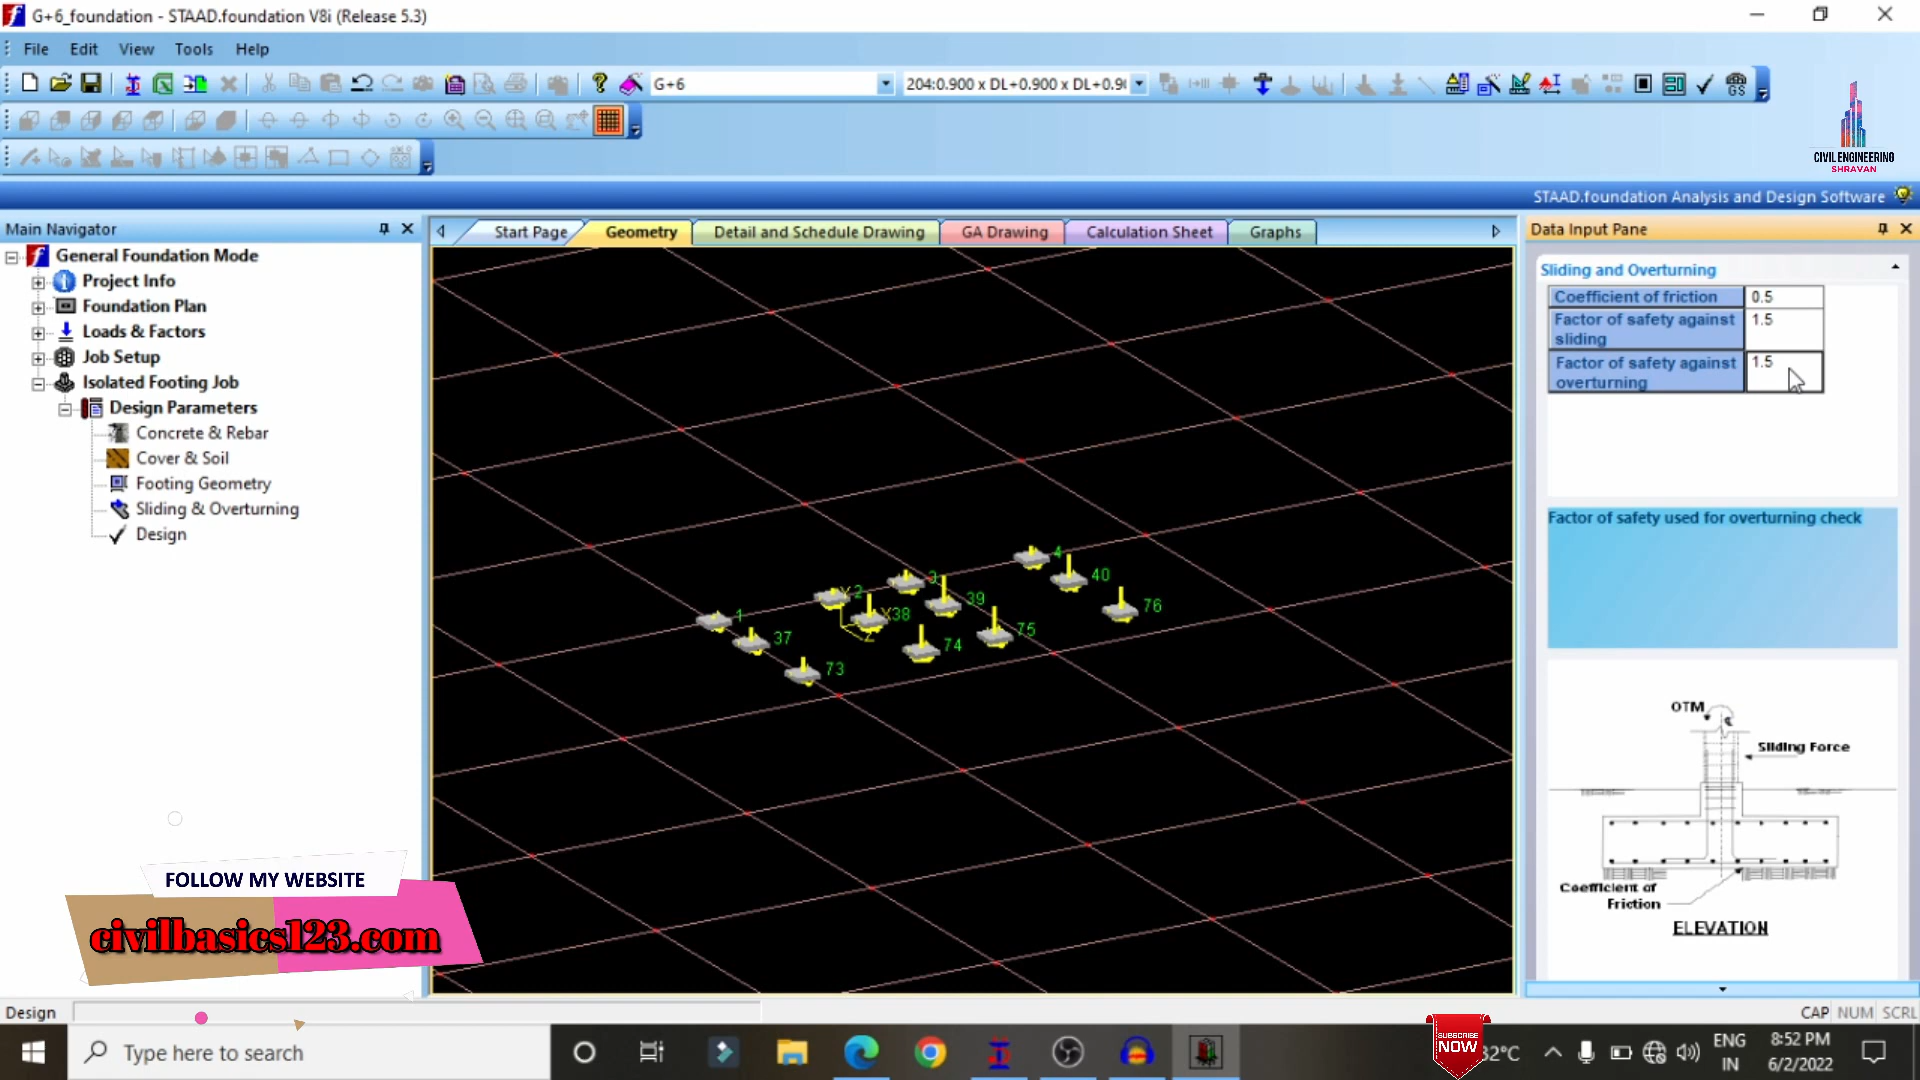 G+6_foundation - STAAD.foundation V8i (Release 5.3)
File Edit View Tools Help
G+6
204:0.900 x DL+0.900 x DL+0.9
GS
CIVIL ENGINEERING
SHRAVAN
STAAD.foundation Analysis and Design Software
Main Navigator
General Foundation Mode
Project Info
Foundation Plan
Loads & Factors
Job Setup
Isolated Footing Job
Design Parameters
Concrete & Rebar
Cover & Soil
Footing Geometry
Sliding & Overturning
Design
Start Page
Geometry
Detail and Schedule Drawing
GA Drawing
Calculation Sheet
Graphs
4
40
76
3
39
75
2
X38
74
1
37
73
Y
Z
Data Input Pane
Sliding and Overturning
Coefficient of friction 0.5
Factor of safety against sliding 1.5
Factor of safety against overturning 1.5
Factor of safety used for overturning check
OTM
Sliding Force
Coefficient of
Friction
ELEVATION
FOLLOW MY WEBSITE
civilbasics123.com
Design
CAP NUM SCRL
Type here to search
SUBSCRIBE
NOW
32°C
ENG
IN
8:52 PM
6/2/2022